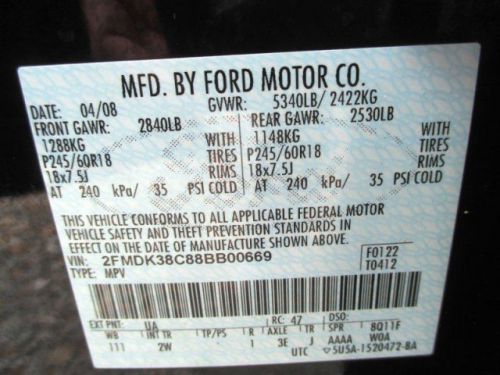 MFD. BY FORD MOTOR CO.
DATE: 04/08 GVWR: 5340LB/ 2422KG
FRONT GAWR: 2840LB REAR GAWR: 2530LB
1288KG WITH 1148KG WITH
P245/60R18 TIRES P245/60R18 TIRES
18x7.5J RIMS 18x7.5J RIMS
AT 240 kPa/ 35 PSI COLD AT 240 kPa/ 35 PSI COLD
THIS VEHICLE CONFORMS TO ALL APPLICABLE FEDERAL MOTOR
VEHICLE SAFETY AND THEFT PREVENTION STANDARDS IN
EFFECT ON THE DATE OF MANUFACTURE SHOWN ABOVE.
VIN: 2FMDK38C88BB00669 F0122
TYPE: MPV T0412
EXT PNT: UA RC: 47 DSO:
WB INT TR TP/PS R AXLE TR SPR 8Q11F
111 2W 1 3E J AAAA W0A
UTC 5U5A-1520472-BA